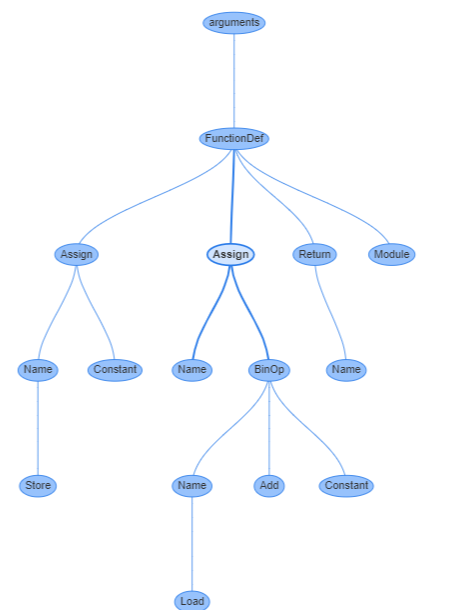 arguments
FunctionDef
Assign Assign Return Module
Name Constant Name BinOp Name
Store Name Add Constant
Load